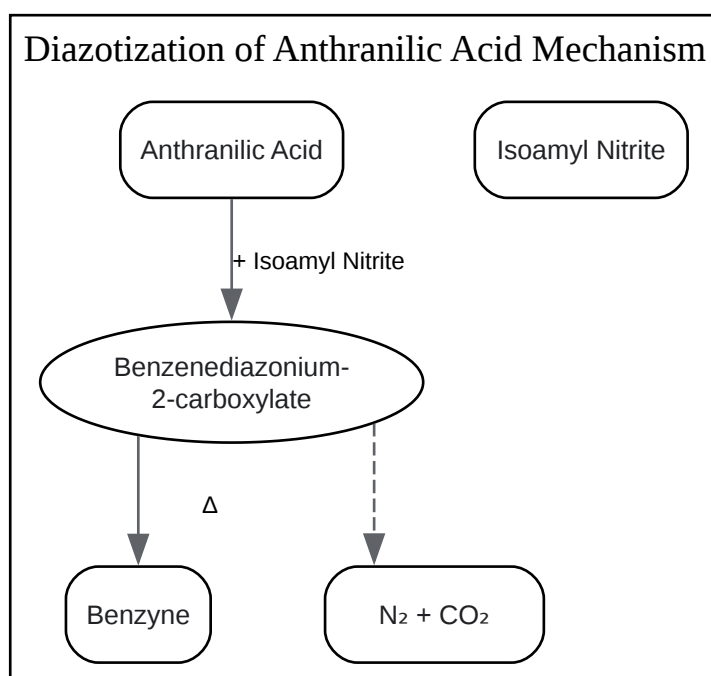 Diazotization of Anthranilic Acid Mechanism
Anthranilic Acid
Isoamyl Nitrite
+ Isoamyl Nitrite
Benzenediazonium-
2-carboxylate
Δ
Benzyne
N₂ + CO₂